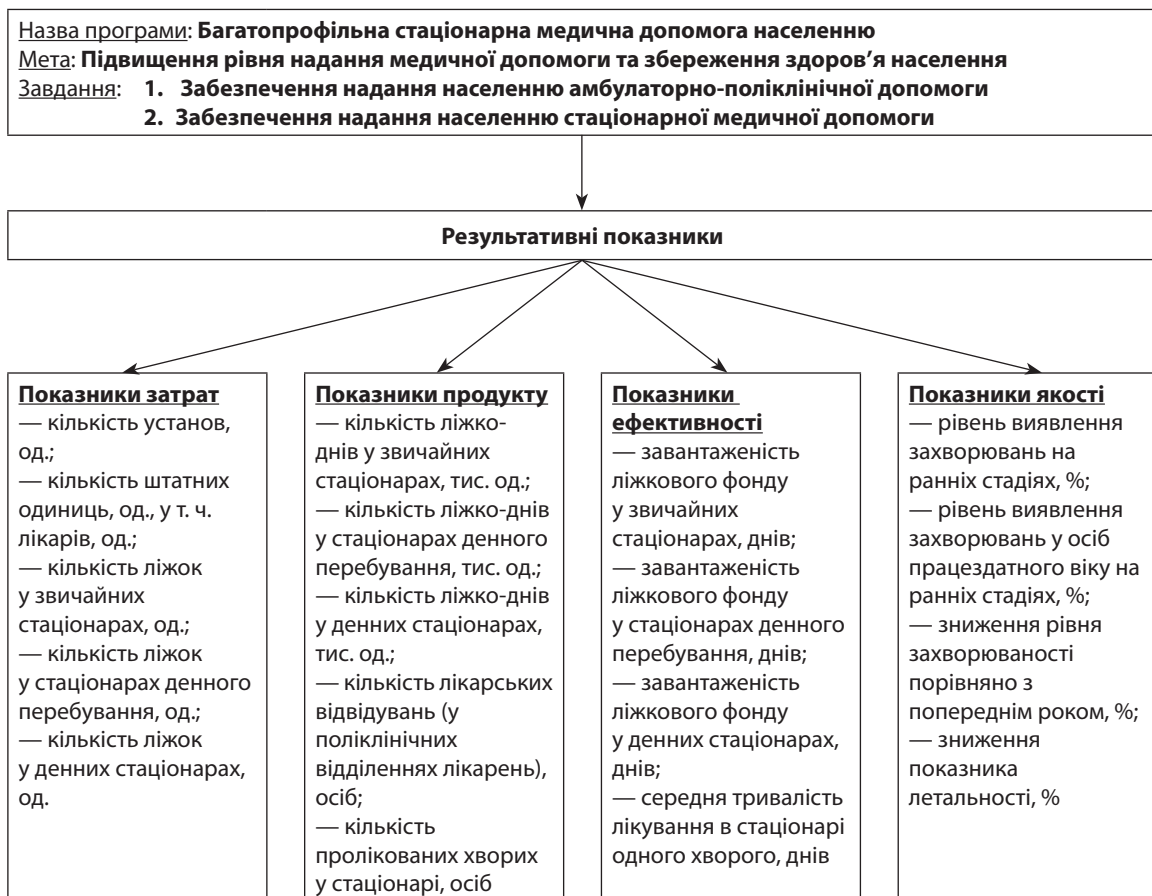 Назва програми: Багатопрофільна стаціонарна медична допомога населенню
Мета: Підвищення рівня надання медичної допомоги та збереження здоров’я населення
Завдання: 1. Забезпечення надання населенню амбулаторно-поліклінічної допомоги
2. Забезпечення надання населенню стаціонарної медичної допомоги
Результативні показники
Показники затрат
— кількість установ,
од.;
— кількість штатних
одиниць, од., у т. ч.
лікарів, од.;
— кількість ліжок
у звичайних
стаціонарах, од.;
— кількість ліжок
у стаціонарах денного
перебування, од.;
— кількість ліжок
у денних стаціонарах,
од.
Показники продукту
— кількість ліжко-
днів у звичайних
стаціонарах, тис. од.;
— кількість ліжко-днів
у стаціонарах денного
перебування, тис. од.;
— кількість ліжко-днів
у денних стаціонарах,
тис. од.;
— кількість лікарських
відвідувань (у
поліклінічних
відділеннях лікарень),
осіб;
— кількість
пролікованих хворих
у стаціонарі, осіб
Показники
ефективності
— завантаженість
ліжкового фонду
у звичайних
стаціонарах, днів;
— завантаженість
ліжкового фонду
у стаціонарах денного
перебування, днів;
— завантаженість
ліжкового фонду
у денних стаціонарах,
днів;
— середня тривалість
лікування в стаціонарі
одного хворого, днів
Показники якості
— рівень виявлення
захворювань на
ранніх стадіях, %;
— рівень виявлення
захворювань у осіб
працездатного віку на
ранніх стадіях, %;
— зниження рівня
захворюваності
порівняно з
попереднім роком, %;
— зниження
показника
летальності, %